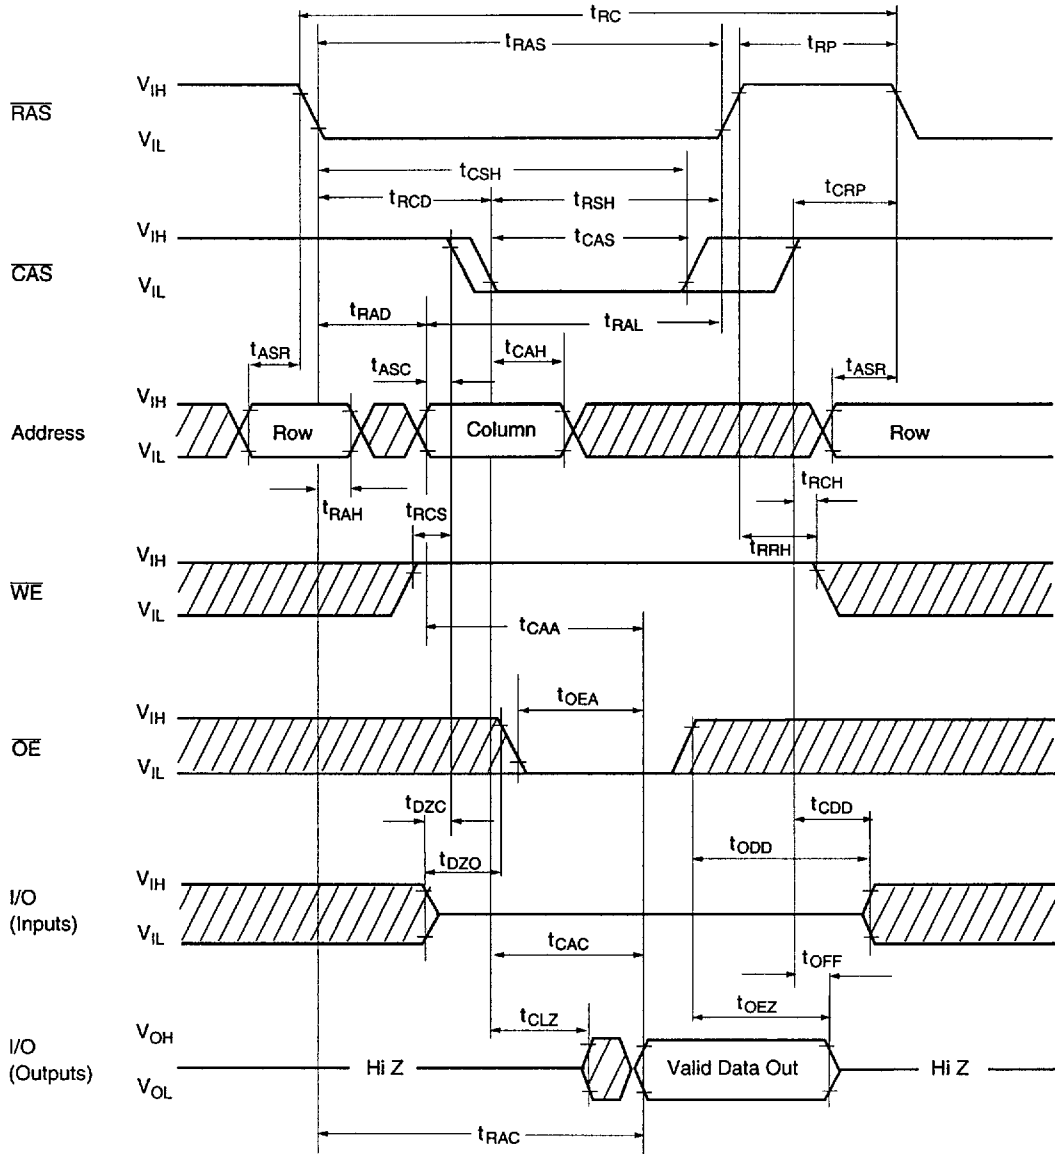 tRC
tRAS
tRP
VIH
RAS
VIL
tCSH
tCRP
tRCD
tRSH
VIH
tCAS
CAS
VIL
tRAD
tRAL
tASR
tASC
tCAH
tASR
VIH
Address
Row
Column
Row
VIL
tRCH
tRAH
tRCS
tRRH
VIH
WE
VIL
tCAA
tOEA
VIH
OE
VIL
tDZC
tCDD
tDZO
tODD
VIH
I/O
(Inputs)
VIL
tCAC
tOFF
tOEZ
tCLZ
VOH
I/O
(Outputs)
Hi Z
Valid Data Out
Hi Z
VOL
tRAC